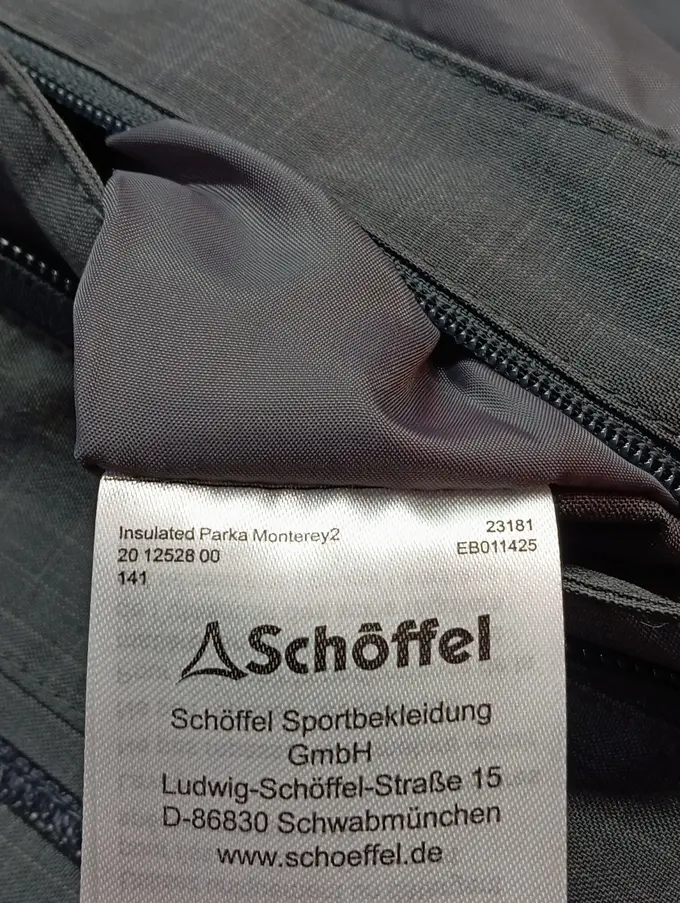 Insulated Parka Monterey2 23181
20 12528 00 EB011425
141
Schöffel
Schöffel Sportbekleidung
GmbH
Ludwig-Schöffel-Straße 15
D-86830 Schwabmünchen
www.schoeffel.de